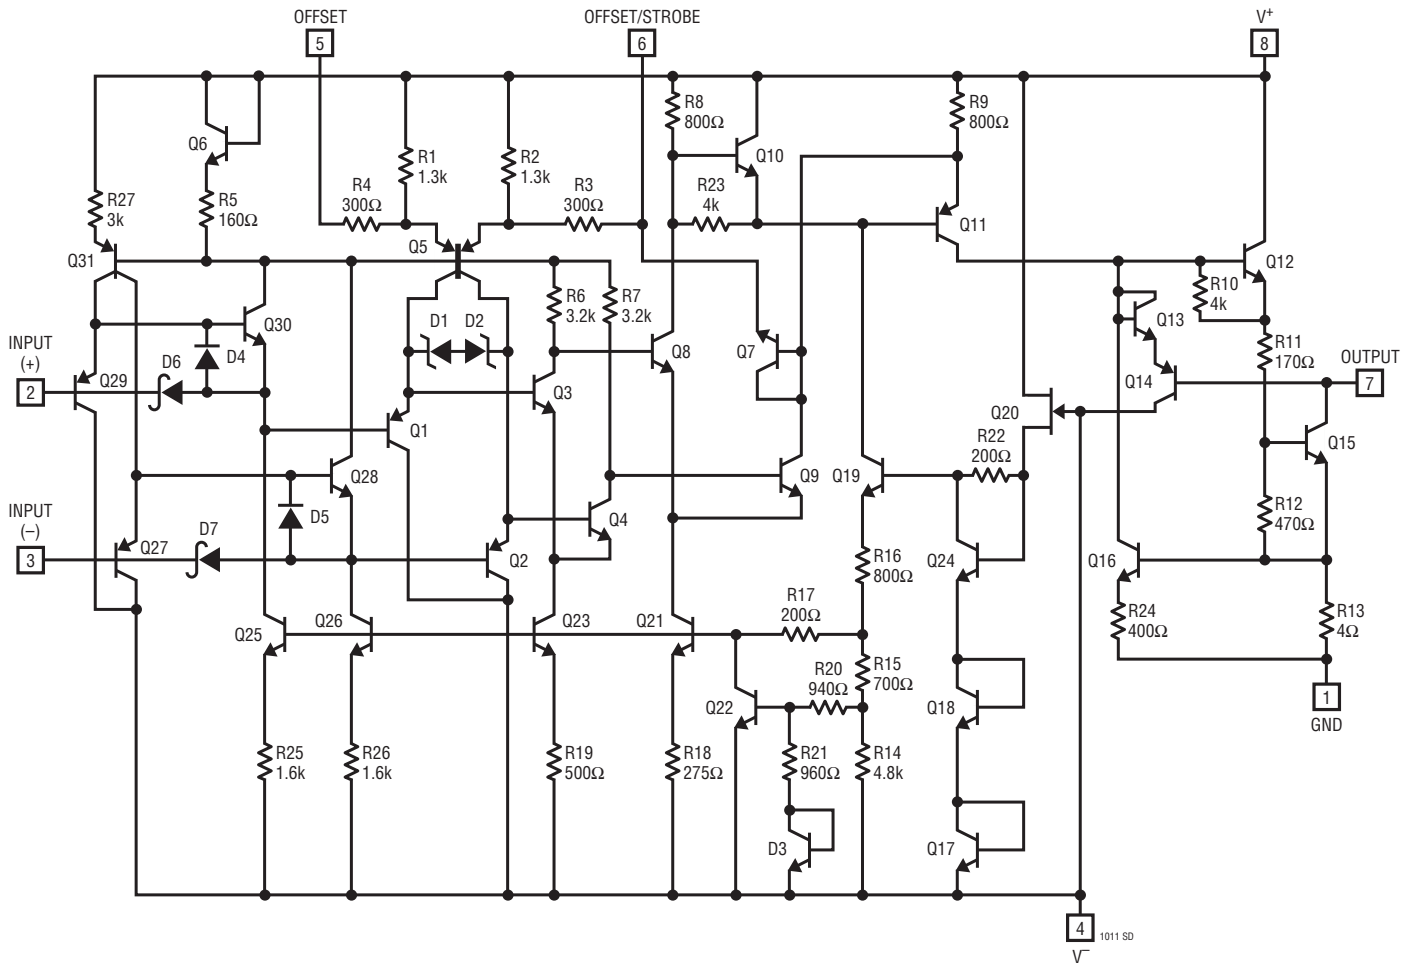 OFFSET
5
OFFSET/STROBE
6
V+
8
R8
800Ω
R9
800Ω
Q6
Q10
R1
1.3k
R2
1.3k
R27
3k
R5
160Ω
R4
300Ω
R3
300Ω
R23
4k
Q11
Q5
Q31
Q12
R6
3.2k
R7
3.2k
R10
4k
Q30
D1
D2
Q13
INPUT
(+)
2
D6
D4
Q8
Q7
R11
170Ω
OUTPUT
7
Q29
Q3
Q14
Q20
Q1
R22
200Ω
Q15
Q28
Q9
Q19
INPUT
(–)
3
D5
D7
Q4
R12
470Ω
Q27
Q2
R16
800Ω
Q24
Q16
R17
200Ω
R24
400Ω
R13
4Ω
Q25
Q26
Q23
Q21
R20
940Ω
R15
700Ω
Q22
Q18
1
GND
R25
1.6k
R26
1.6k
R19
500Ω
R18
275Ω
R21
960Ω
R14
4.8k
D3
Q17
4
1011 SD
V–